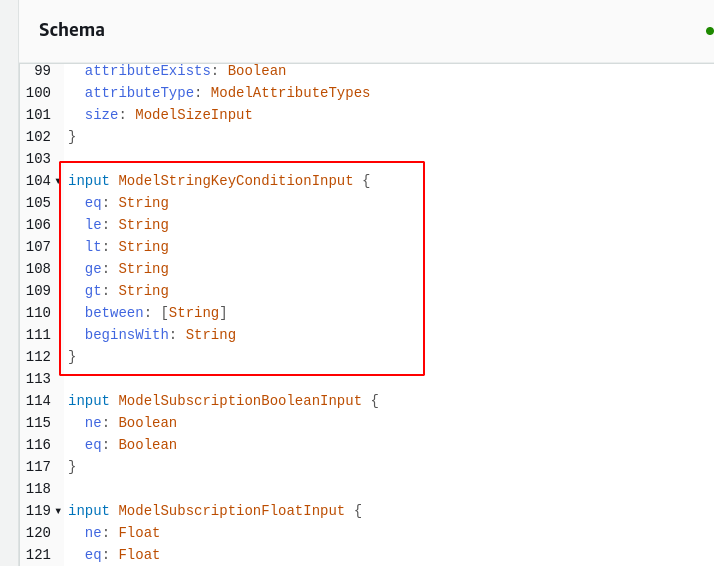 Schema
99 attributeExists: Boolean
100 attributeType: ModelAttributeTypes
101 size: ModelSizeInput
102 }
103
104 input ModelStringKeyConditionInput {
105 eq: String
106 le: String
107 lt: String
108 ge: String
109 gt: String
110 between: [String]
111 beginsWith: String
112 }
113
114 input ModelSubscriptionBooleanInput {
115 ne: Boolean
116 eq: Boolean
117 }
118
119 input ModelSubscriptionFloatInput {
120 ne: Float
121 eq: Float